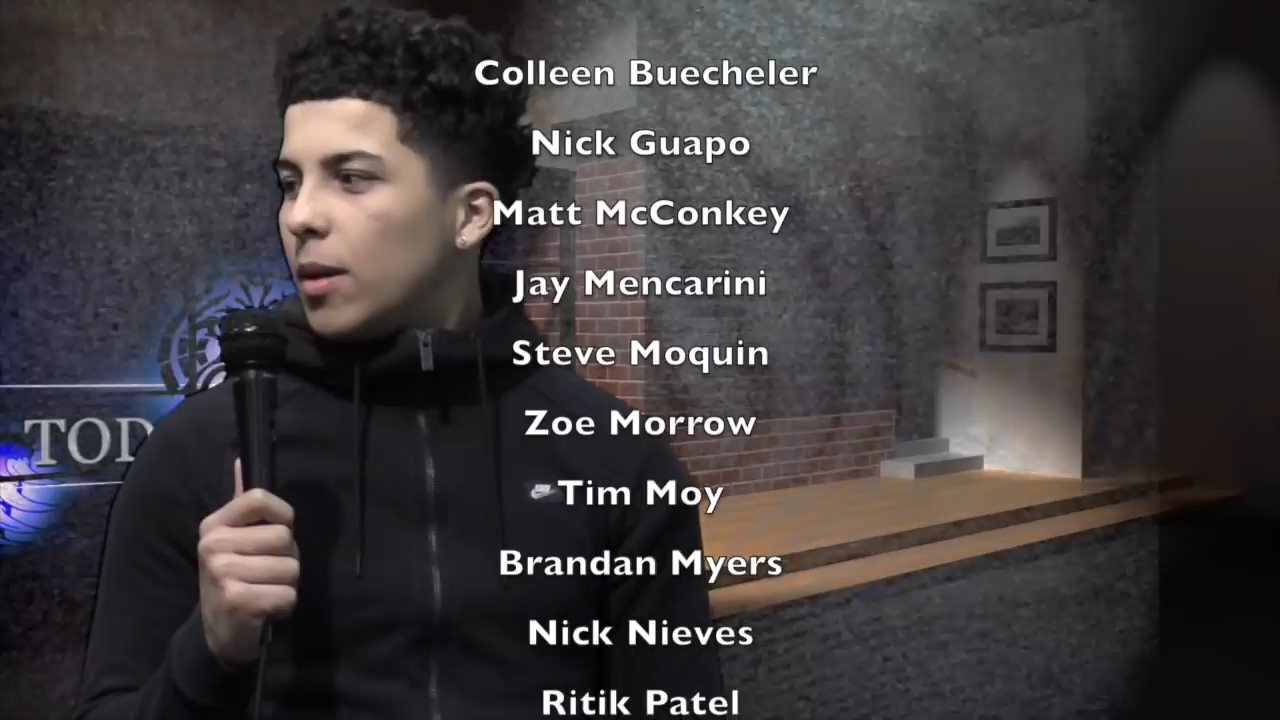 Colleen Buecheler
Nick Guapo
Matt McConkey
Jay Mencarini
Steve Moquin
TOD
Zoe Morrow
Tim Moy
Brandan Myers
Nick Nieves
Ritik Patel